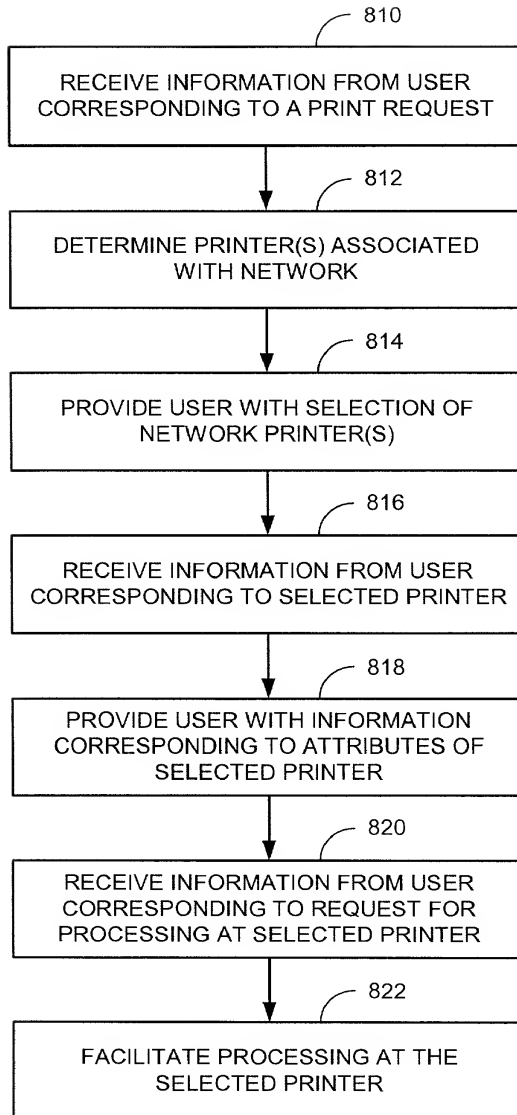 810
RECEIVE INFORMATION FROM USER
CORRESPONDING TO A PRINT REQUEST
812
DETERMINE PRINTER(S) ASSOCIATED
WITH NETWORK
814
PROVIDE USER WITH SELECTION OF
NETWORK PRINTER(S)
816
RECEIVE INFORMATION FROM USER
CORRESPONDING TO SELECTED PRINTER
818
PROVIDE USER WITH INFORMATION
CORRESPONDING TO ATTRIBUTES OF
SELECTED PRINTER
820
RECEIVE INFORMATION FROM USER
CORRESPONDING TO REQUEST FOR
PROCESSING AT SELECTED PRINTER
822
FACILITATE PROCESSING AT THE
SELECTED PRINTER